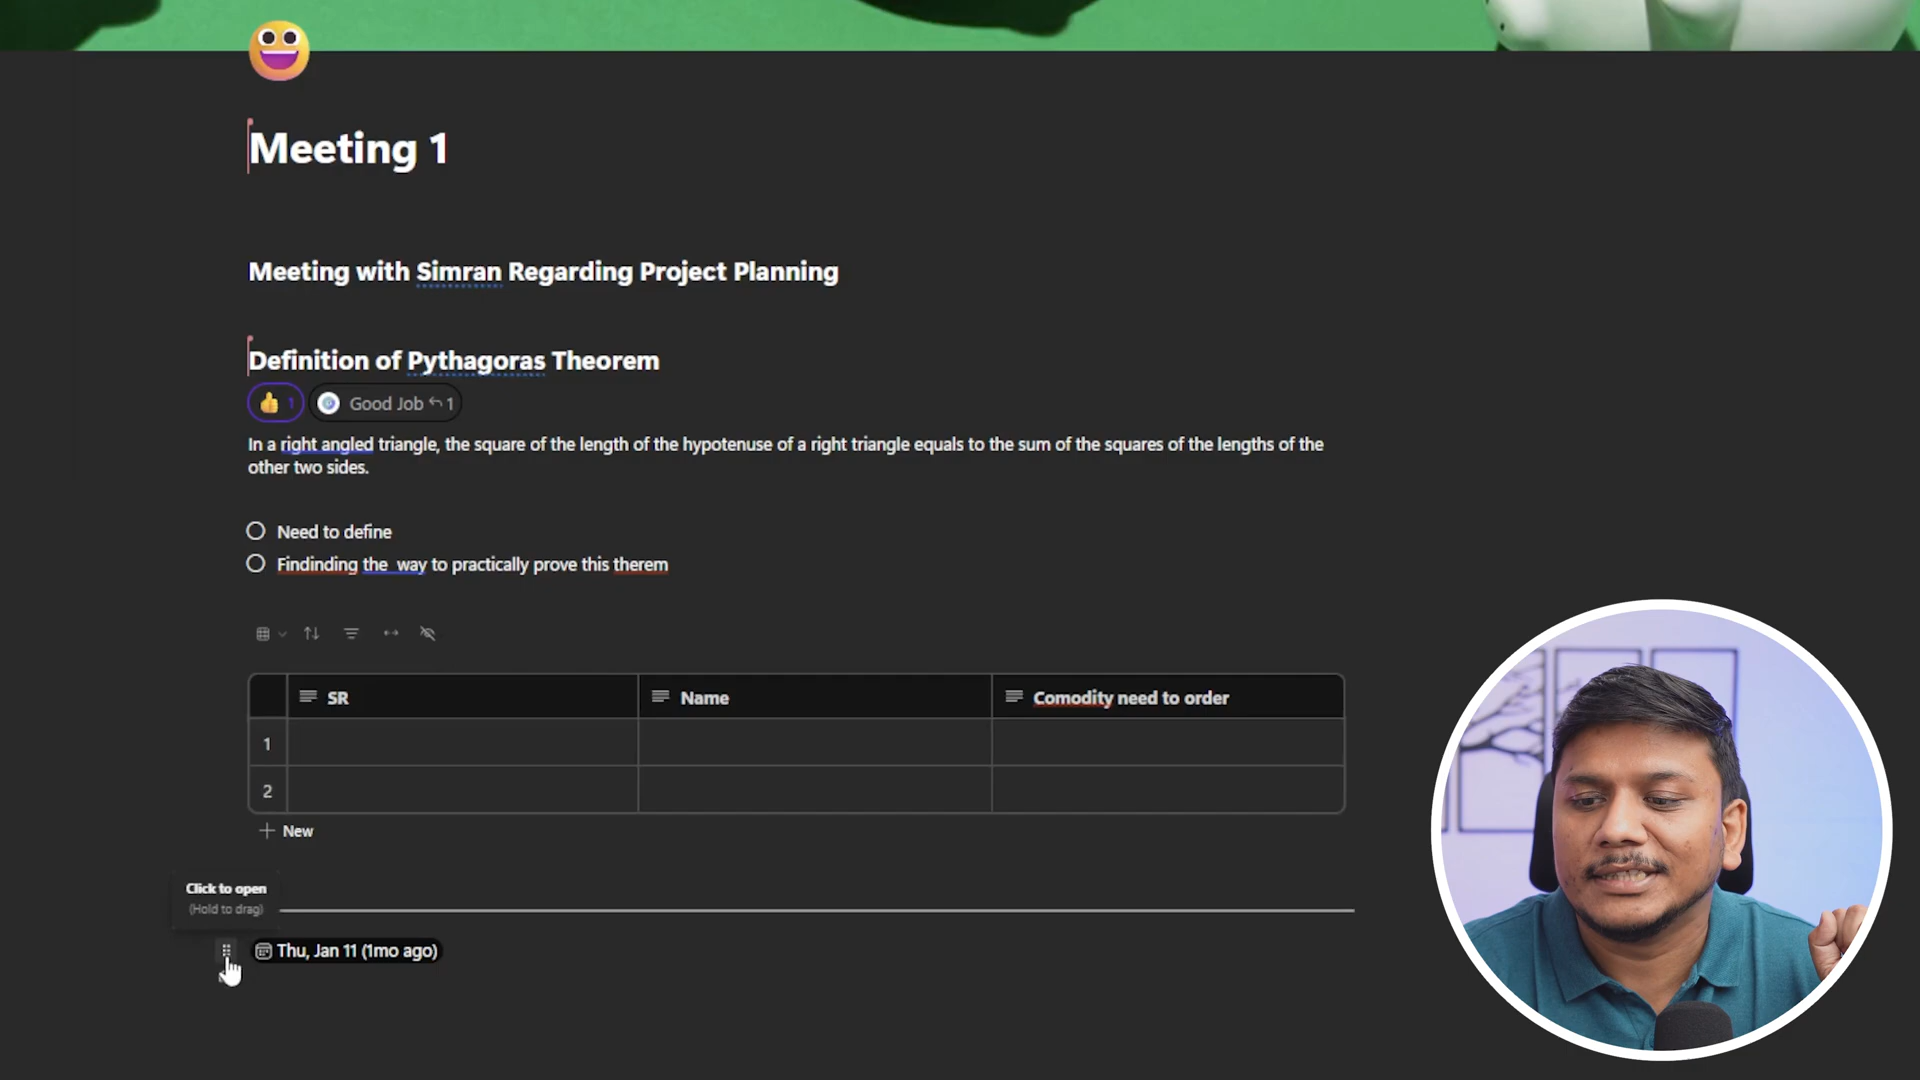 Meeting 1
Meeting with Simran Regarding Project Planning
Definition of Pythagoras Theorem
1 Good Job 1
In a right angled triangle, the square of the length of the hypotenuse of a right triangle equals to the sum of the squares of the lengths of the
other two sides.
Need to define
Findinding the  way to practically prove this therem
SR Name Comodity need to order
1
2
New
Click to open
(Hold to drag)
Thu, Jan 11 (1mo ago)